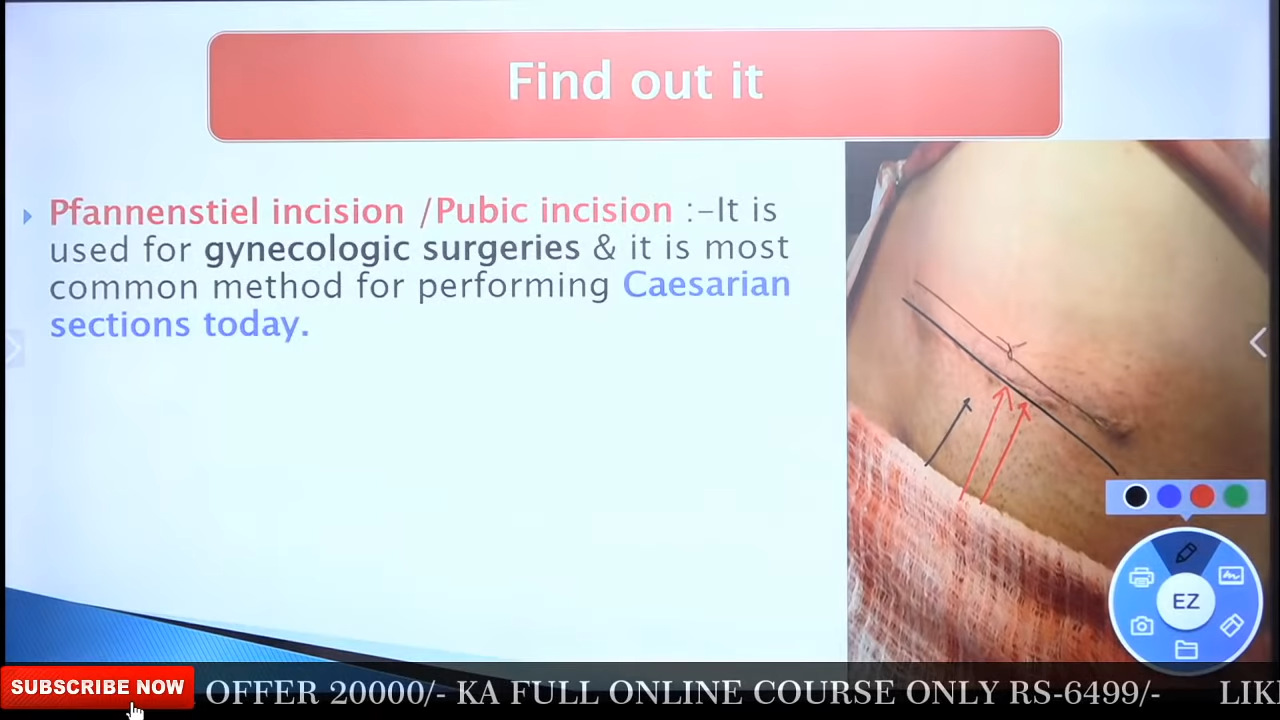 Find out it
Pfannenstiel incision /Pubic incision :-It is
used for gynecologic surgeries & it is most
common method for performing Caesarian
sections today.
EZ
SUBSCRIBE NOW
OFFER 20000/- KA FULL ONLINE COURSE ONLY RS-6499/-